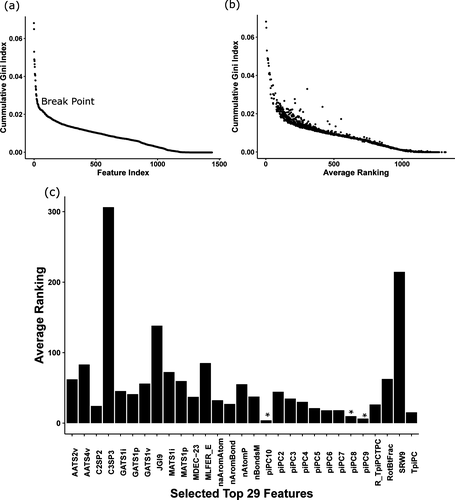 (a)
(b)
Cummulative Gini Index
0.06
0.04
0.02
0.00
Break Point
0
500
1000
1500
Feature Index
Cummulative Gini Index
0.06
0.04
0.02
0.00
0
500
1000
Average Ranking
(c)
Average Ranking
300
200
100
0
*
*
*
AATS2v
AATS4v
C2SP2
C3SP3
GATS1i
GATS1p
GATS1v
JGI9
MATS1i
MATS1p
MDEC-23
MLFER_E
naAromAtom
nAromBond
nAtomP
nBondsM
piPC10
piPC2
piPC3
piPC4
piPC5
piPC6
piPC7
piPC8
piPC9
R_TpiPCTPC
RotBtFrac
SRW9
TpiPC
Selected Top 29 Features